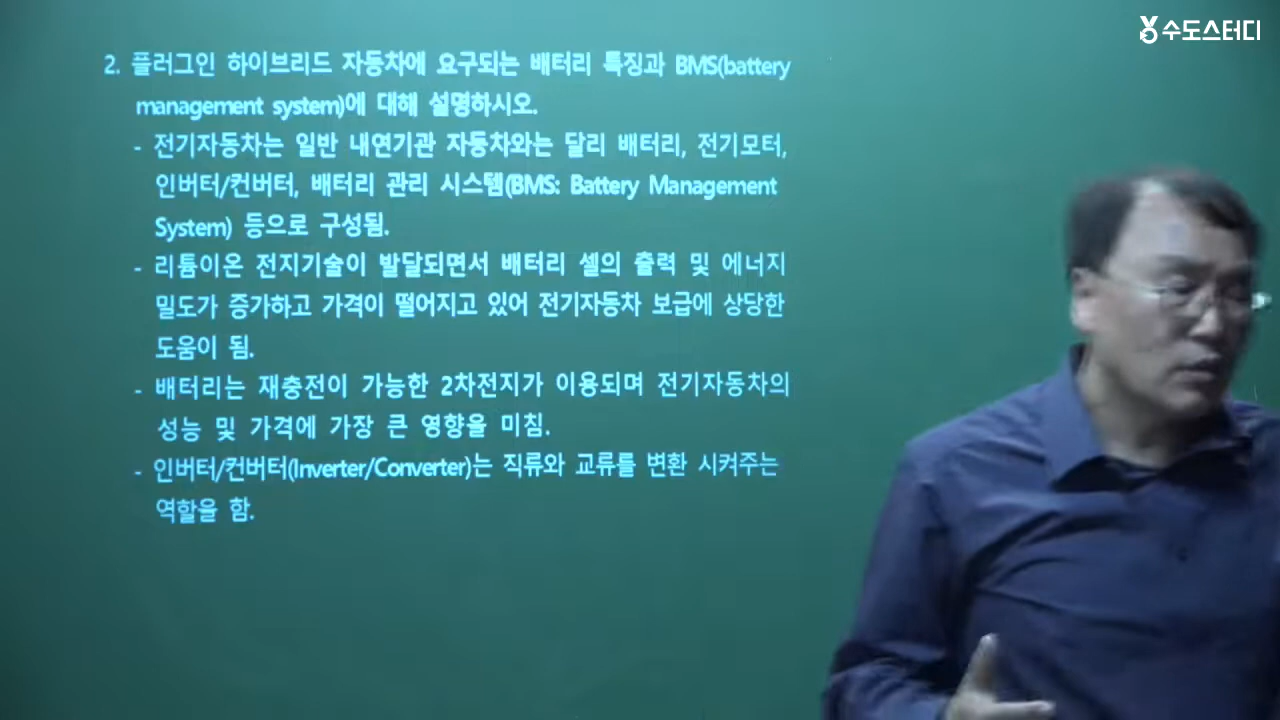 수도스터디
2. 플러그인 하이브리드 자동차에 요구되는 배터리 특징과 BMS(battery
management system)에 대해 설명하시오.
- 전기자동차는 일반 내연기관 자동차와는 달리 배터리, 전기모터,
인버터/컨버터, 배터리 관리 시스템(BMS: Battery Management
System) 등으로 구성됨.
- 리튬이온 전지기술이 발달되면서 배터리 셀의 출력 및 에너지
밀도가 증가하고 가격이 떨어지고 있어 전기자동차 보급에 상당한
도움이 됨.
- 배터리는 재충전이 가능한 2차전지가 이용되며 전기자동차의
성능 및 가격에 가장 큰 영향을 미침.
- 인버터/컨버터(Inverter/Converter)는 직류와 교류를 변환 시켜주는
역할을 함.